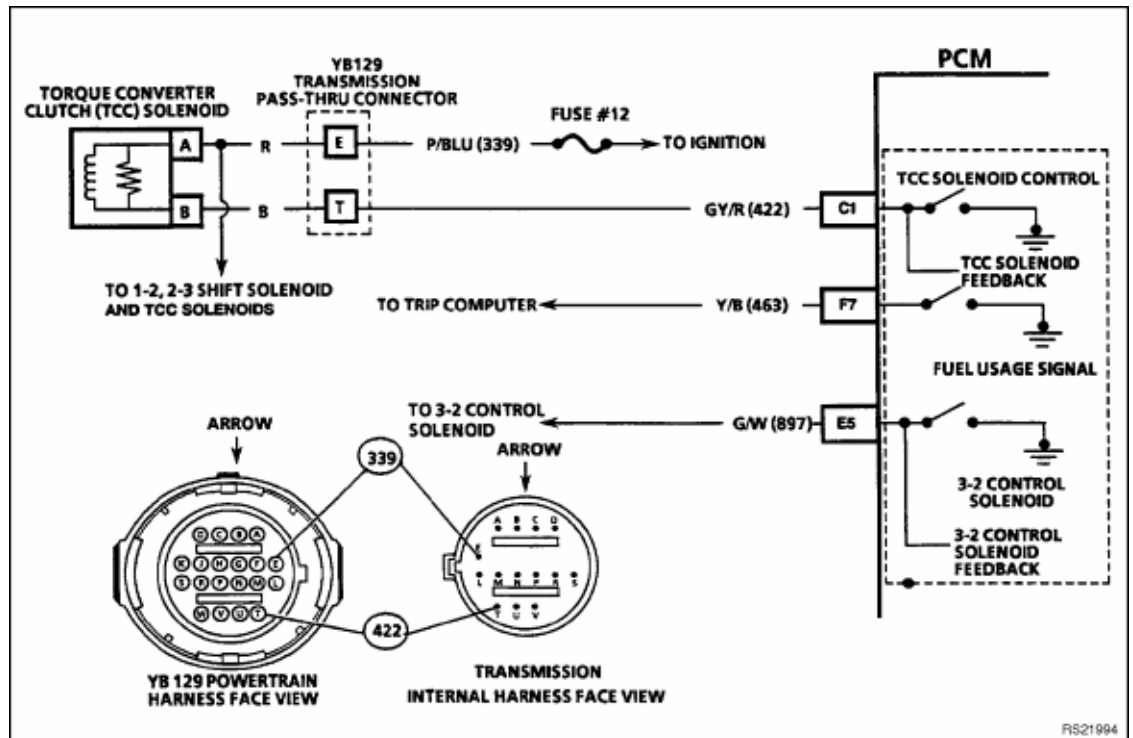 PCM
YB129
TRANSMISSION
PASS-THRU CONNECTOR
TORQUE CONVERTER
CLUTCH (TCC) SOLENOID
FUSE #12
A
R
E
P/BLU (339)
TO IGNITION
TCC SOLENOID CONTROL
B
B
T
GY/R (422)
C1
TCC SOLENOID
FEEDBACK
TO 1-2, 2-3 SHIFT SOLENOID
AND TCC SOLENOIDS
TO TRIP COMPUTER
Y/B (463)
F7
FUEL USAGE SIGNAL
TO 3-2 CONTROL
SOLENOID
G/W (897)
E5
ARROW
339
ARROW
3-2 CONTROL
SOLENOID
3-2 CONTROL
SOLENOID
FEEDBACK
D C B A
K J H G F E
S R P N M L
W V U T
A B C D
E
L M N P R S
T U V
422
YB 129 POWERTRAIN
HARNESS FACE VIEW
TRANSMISSION
INTERNAL HARNESS FACE VIEW
RS21994